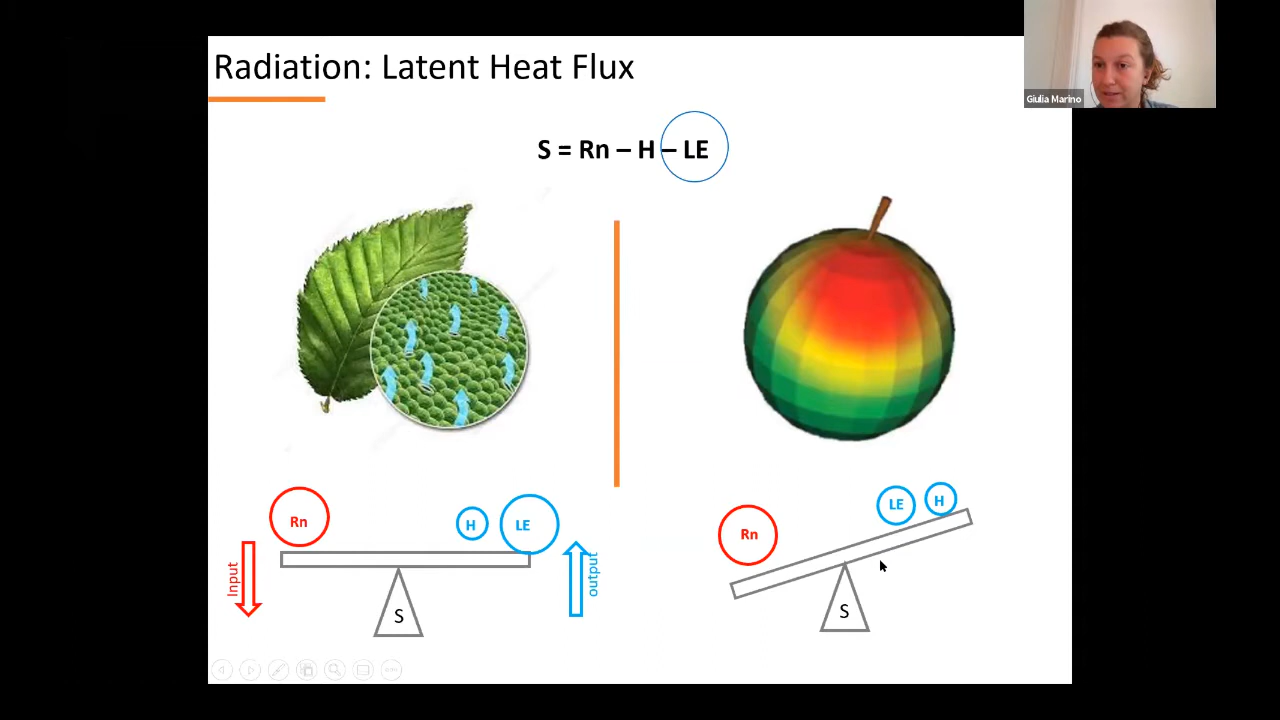 Radiation: Latent Heat Flux
Giulia Marino
S = Rn – H – LE
Rn
H
LE
Input
output
S
Rn
LE
H
S